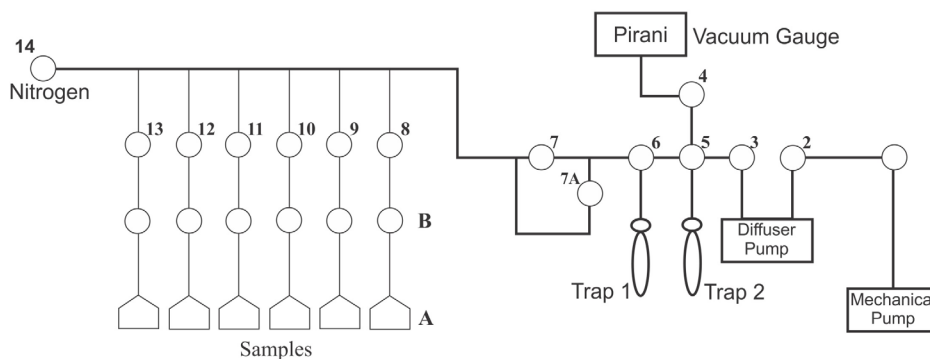 Pirani
Vacuum Gauge
14
Nitrogen
4
13
12
11
10
9
8
7
6
5
3
2
7A
B
Diffuser
Pump
Trap 1
Trap 2
Mechanica
Pump
A
Samples